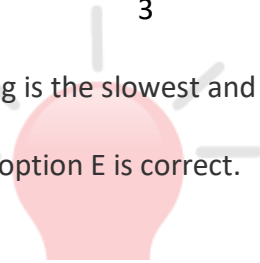 3
g is the slowest and
option E is correct.